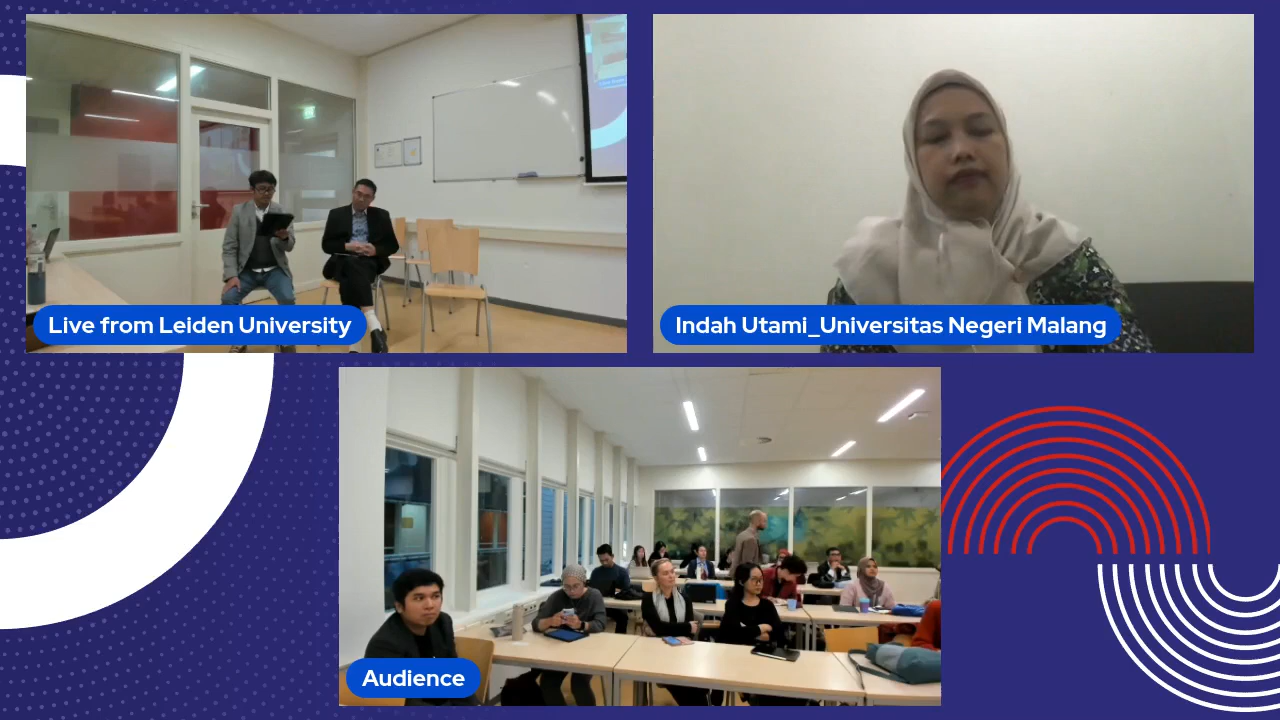 Live from Leiden University
Indah Utami_Universitas Negeri Malang
Audience